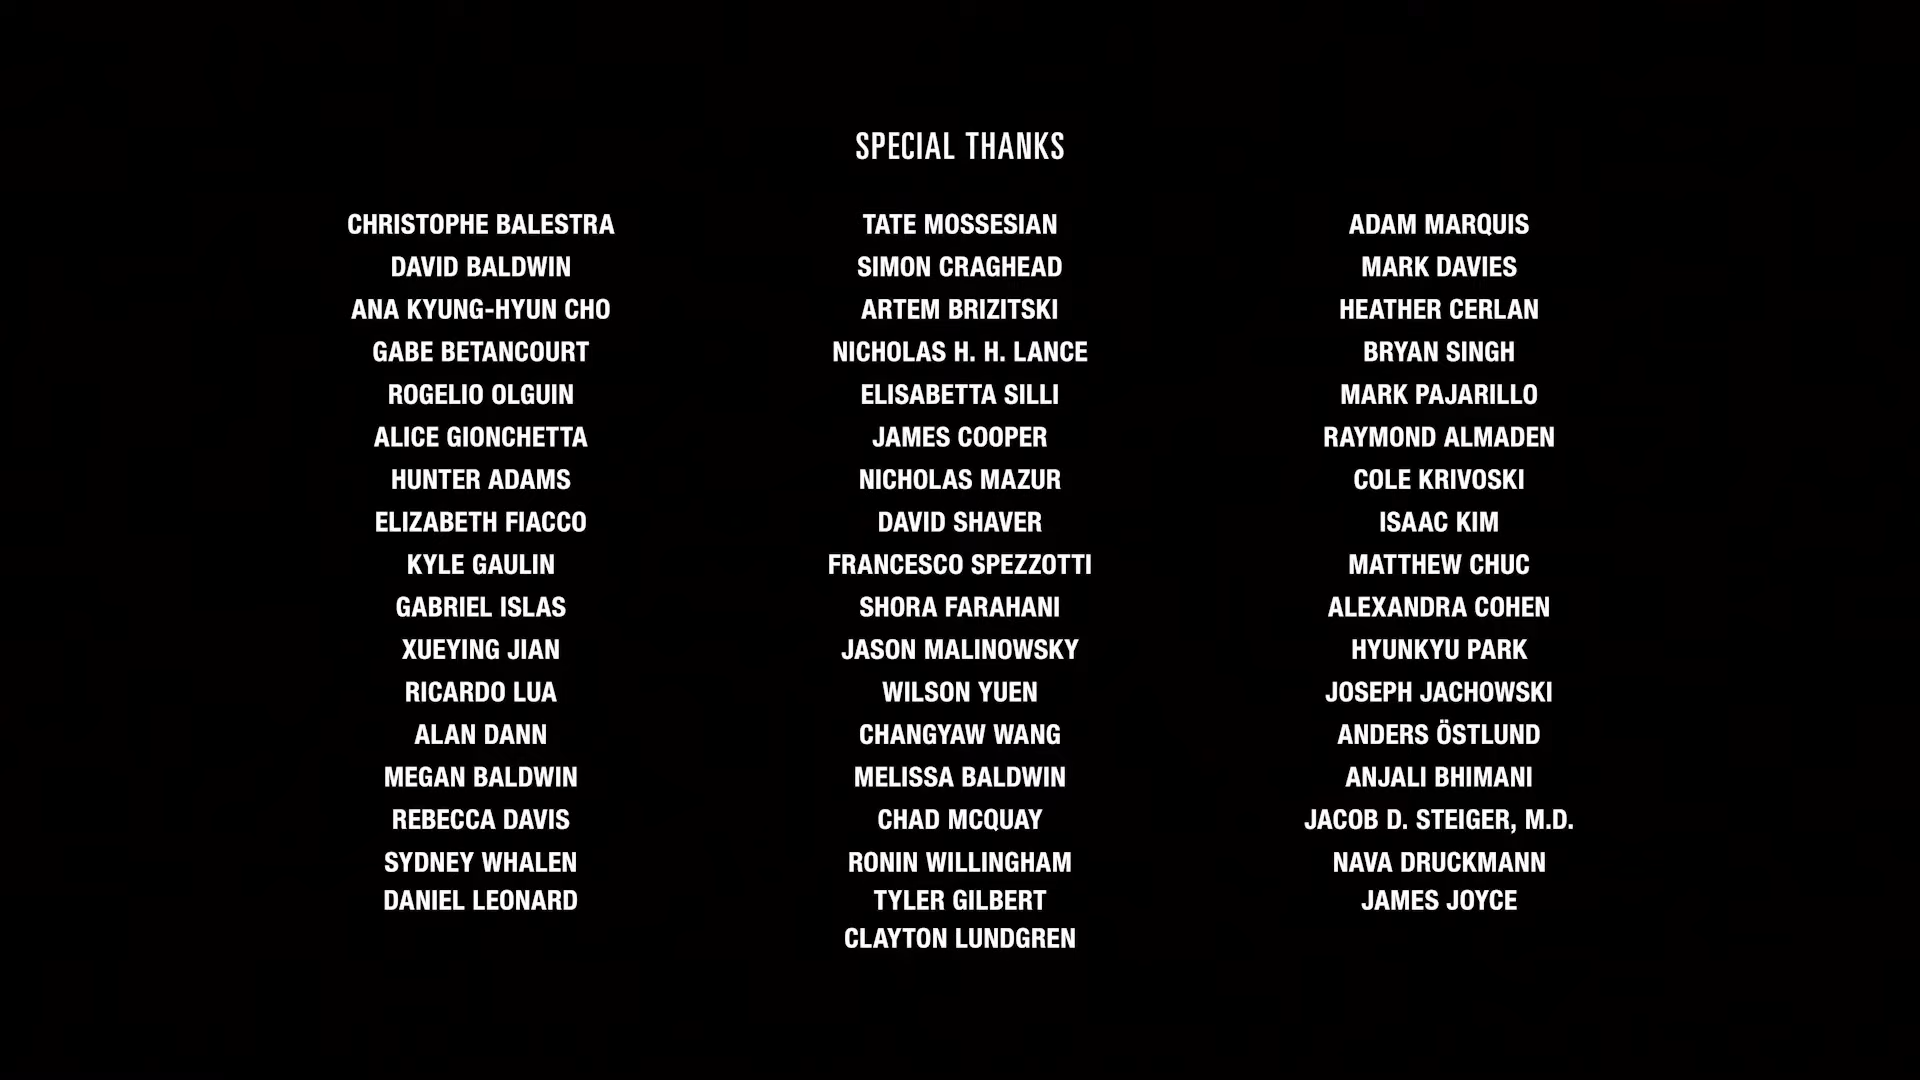 SPECIAL THANKS
CHRISTOPHE BALESTRA
DAVID BALDWIN
ANA KYUNG-HYUN CHO
GABE BETANCOURT
ROGELIO OLGUIN
ALICE GIONCHETTA
HUNTER ADAMS
ELIZABETH FIACCO
KYLE GAULIN
GABRIEL ISLAS
XUEYING JIAN
RICARDO LUA
ALAN DANN
MEGAN BALDWIN
REBECCA DAVIS
SYDNEY WHALEN
DANIEL LEONARD
TATE MOSSESIAN
SIMON CRAGHEAD
ARTEM BRIZITSKI
NICHOLAS H. H. LANCE
ELISABETTA SILLI
JAMES COOPER
NICHOLAS MAZUR
DAVID SHAVER
FRANCESCO SPEZZOTTI
SHORA FARAHANI
JASON MALINOWSKY
WILSON YUEN
CHANGYAW WANG
MELISSA BALDWIN
CHAD MCQUAY
RONIN WILLINGHAM
TYLER GILBERT
CLAYTON LUNDGREN
ADAM MARQUIS
MARK DAVIES
HEATHER CERLAN
BRYAN SINGH
MARK PAJARILLO
RAYMOND ALMADEN
COLE KRIVOSKI
ISAAC KIM
MATTHEW CHUC
ALEXANDRA COHEN
HYUNKYU PARK
JOSEPH JACHOWSKI
ANDERS ÖSTLUND
ANJALI BHIMANI
JACOB D. STEIGER, M.D.
NAVA DRUCKMANN
JAMES JOYCE